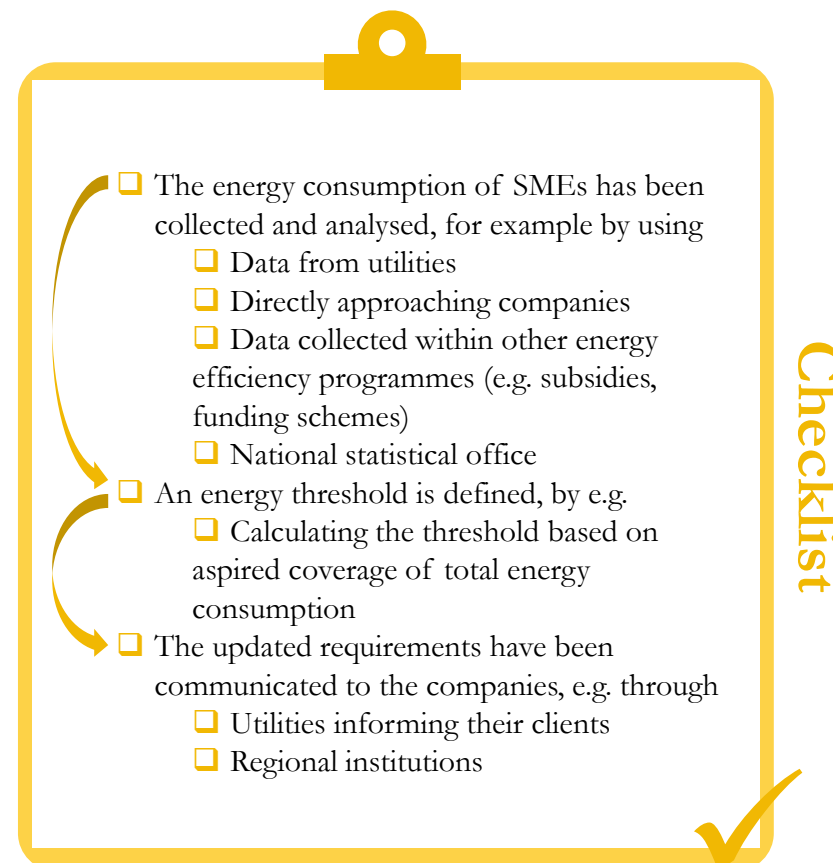 ❑ The energy consumption of SMEs has been
collected and analysed, for example by using
❑ Data from utilities
❑ Directly approaching companies
❑ Data collected within other energy
efficiency programmes (e.g. subsidies,
funding schemes)
❑ National statistical office
❑ An energy threshold is defined, by e.g.
❑ Calculating the threshold based on
aspired coverage of total energy
consumption
❑ The updated requirements have been
communicated to the companies, e.g. through
❑ Utilities informing their clients
❑ Regional institutions
Checklist